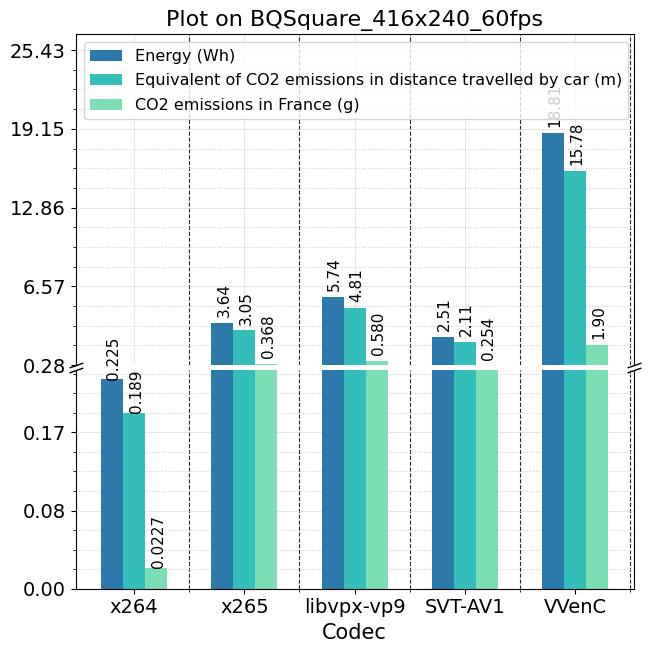 Plot on BQSquare_416x240_60fps
Energy (Wh)
Equivalent of CO2 emissions in distance travelled by car (m)
CO2 emissions in France (g)
25.43
19.15
12.86
6.57
0.28
0.17
0.08
0.00
0.225
0.189
0.0227
3.64
3.05
0.368
5.74
4.81
0.580
2.51
2.11
0.254
18.81
15.78
1.90
x264
x265
libvpx-vp9
SVT-AV1
VVenC
Codec